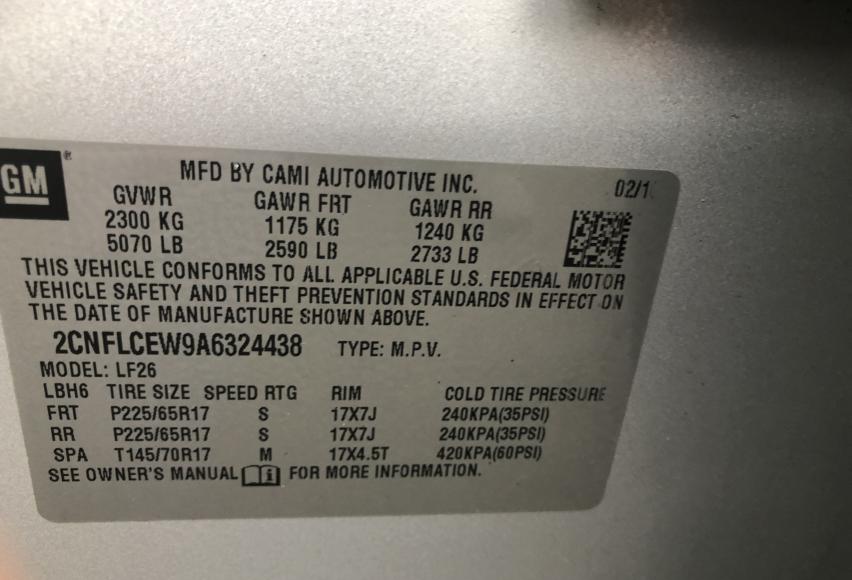 GM®
MFD BY CAMI AUTOMOTIVE INC.
02/1
GVWR GAWR FRT GAWR RR
2300 KG 1175 KG 1240 KG
5070 LB 2590 LB 2733 LB
THIS VEHICLE CONFORMS TO ALL APPLICABLE U.S. FEDERAL MOTOR
VEHICLE SAFETY AND THEFT PREVENTION STANDARDS IN EFFECT ON
THE DATE OF MANUFACTURE SHOWN ABOVE.
2CNFLCEW9A6324438 TYPE: M.P.V.
MODEL: LF26
LBH6 TIRE SIZE SPEED RTG RIM COLD TIRE PRESSURE
FRT P225/65R17 S 17X7J 240KPA(35PSI)
RR P225/65R17 S 17X7J 240KPA(35PSI)
SPA T145/70R17 M 17X4.5T 420KPA(60PSI)
SEE OWNER'S MANUAL i FOR MORE INFORMATION.